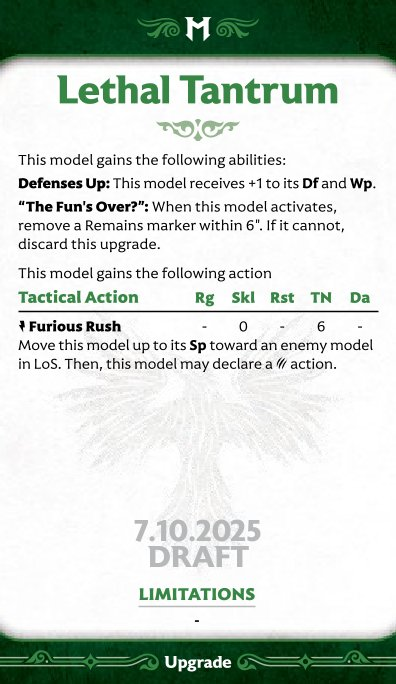 M
Lethal Tantrum
This model gains the following abilities:
Defenses Up: This model receives +1 to its Df and Wp.
“The Fun's Over?”: When this model activates,
remove a Remains marker within 6". If it cannot,
discard this upgrade.
This model gains the following action
Tactical Action Rg Skl Rst TN Da
Furious Rush - 0 - 6 -
Move this model up to its Sp toward an enemy model
in LoS. Then, this model may declare a action.
7.10.2025
DRAFT
LIMITATIONS
-
Upgrade